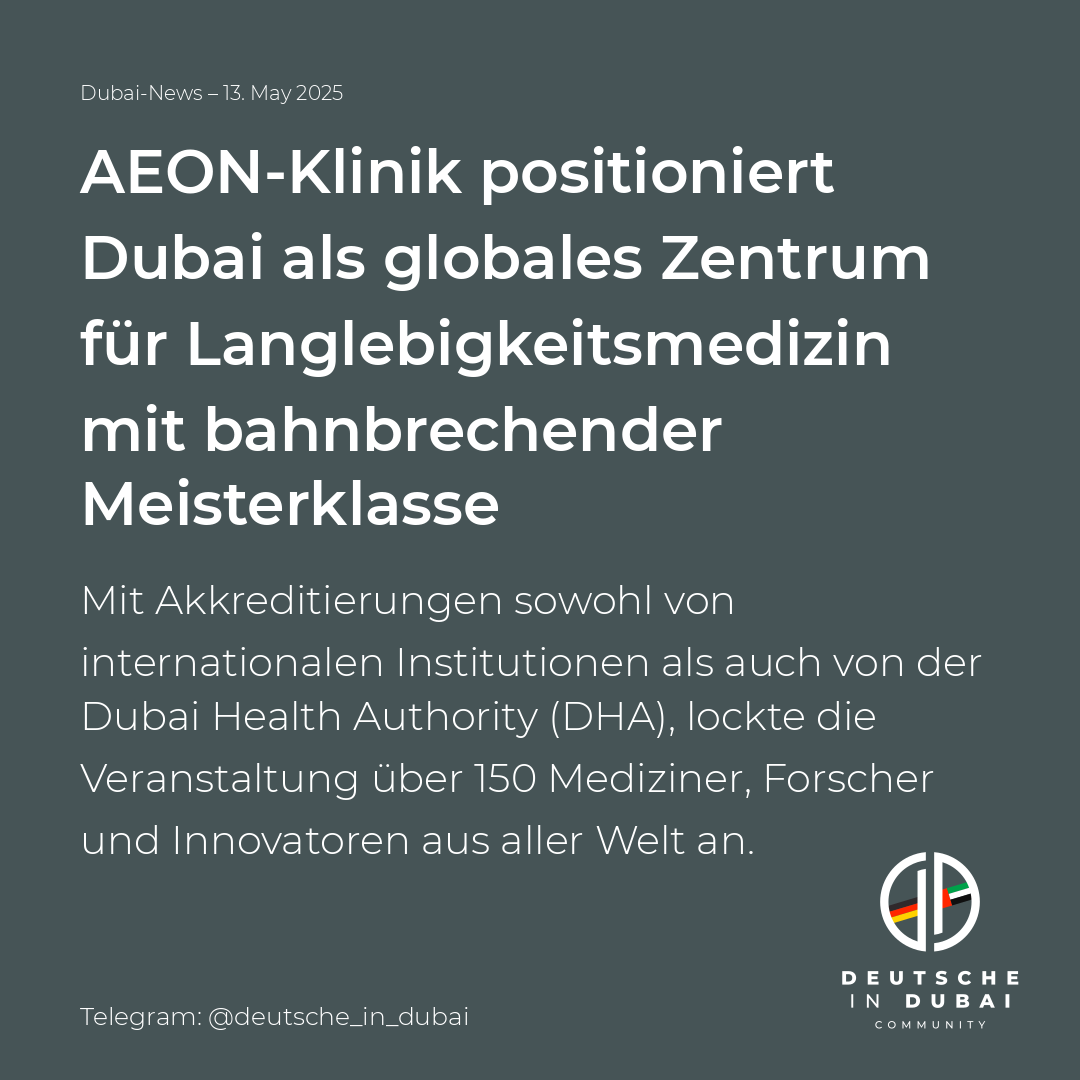 Dubai-News – 13. May 2025
AEON-Klinik positioniert
Dubai als globales Zentrum
für Langlebigkeitsmedizin
mit bahnbrechender
Meisterklasse
Mit Akkreditierungen sowohl von
internationalen Institutionen als auch von der
Dubai Health Authority (DHA), lockte die
Veranstaltung über 150 Mediziner, Forscher
und Innovatoren aus aller Welt an.
DEUTSCHE
IN DUBAI
COMMUNITY
Telegram: @deutsche_in_dubai